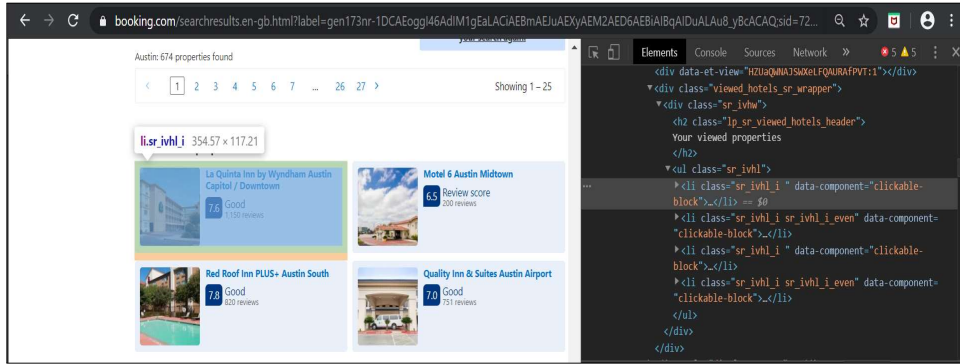 booking.com/searchresults.en-gb.html?label=gen173nr-1DCAEoggI46AdIM1gEaLACiAEBmAEJuAEXyAEM2AED6AEBiAIBqAIDuALAu8_yBcACAQ;sid=72...
your search again!
Austin: 674 properties found
1 2 3 4 5 6 7 ... 26 27
Showing 1 – 25
li.sr_ivhl_i 354.57 × 117.21
La Quinta Inn by Wyndham Austin
Capitol / Downtown
7.6 Good
1,150 reviews
Motel 6 Austin Midtown
6.5 Review score
200 reviews
Red Roof Inn PLUS+ Austin South
7.8 Good
820 reviews
Quality Inn & Suites Austin Airport
7.0 Good
751 reviews
Elements Console Sources Network » 5 5
<div data-et-view="HZUaQWNAJSWXeLFQAURAfPVT:1"></div>
▼<div class="viewed_hotels_sr_wrapper">
▼<div class="sr_ivhw">
<h2 class="lp_sr_viewed_hotels_header">
Your viewed properties
</h2>
▼<ul class="sr_ivhl">
... ▶<li class="sr_ivhl_i " data-component="clickable-
block">…</li> == $0
▶<li class="sr_ivhl_i sr_ivhl_i_even" data-component=
"clickable-block">…</li>
▶<li class="sr_ivhl_i " data-component="clickable-
block">…</li>
▶<li class="sr_ivhl_i sr_ivhl_i_even" data-component=
"clickable-block">…</li>
</ul>
</div>
</div>